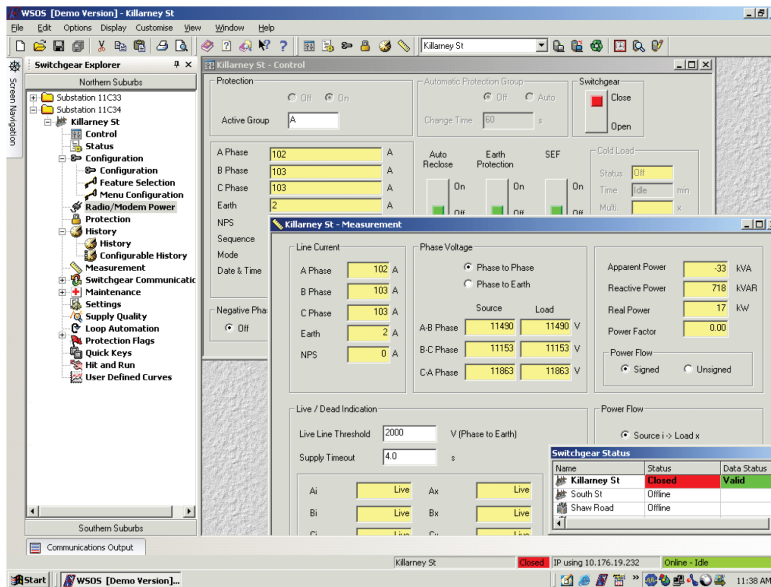 WSOS [Demo Version] - Killarney St
File Edit Options Display Customise View Window Help
Killarney St
Screen Navigation
Switchgear Explorer
Northern Suburbs
Substation 11C33
Substation 11C34
Killarney St
Control
Status
Configuration
Configuration
Feature Selection
Menu Configuration
Radio/Modem Power
Protection
History
History
Configurable History
Measurement
Switchgear Communicatic
Maintenance
Settings
Supply Quality
Loop Automation
Protection Flags
Quick Keys
Hit and Run
User Defined Curves
Southern Suburbs
Communications Output
Killarney St - Control
Protection
Off On
Active Group A
Automatic Protection Group
Off Auto
Change Time 60 s
Switchgear
Close
Open
A Phase 102 A
B Phase 103 A
C Phase 103 A
Earth 2 A
NPS
Sequence
Mode
Date & Time
Auto Reclose
Earth Protection
SEF
On On On
Off Off Off
Cold Load
Status Off
Time Idle min
Multi. x
Negative Pha
Off
Killarney St - Measurement
Line Current
A Phase 102 A
B Phase 103 A
C Phase 103 A
Earth 2 A
NPS 0 A
Phase Voltage
Phase to Phase
Phase to Earth
Source Load
A-B Phase 11490 11490 V
B-C Phase 11153 11153 V
C-A Phase 11863 11863 V
Apparent Power -33 kVA
Reactive Power 718 kVAR
Real Power 17 kW
Power Factor 0.00
Power Flow
Signed Unsigned
Live / Dead Indication
Live Line Threshold 2000 V (Phase to Earth)
Supply Timeout 4.0 s
Ai Live Ax Live
Bi Live Bx Live
Power Flow
Source i -> Load x
Switchgear Status
Name Status Data Status
Killarney St Closed Valid
South St Offline
Shaw Road Offline
Killarney St Closed IP using 10.176.19.232 Online - Idle
Start WSOS [Demo Version]... » 11:38 AM